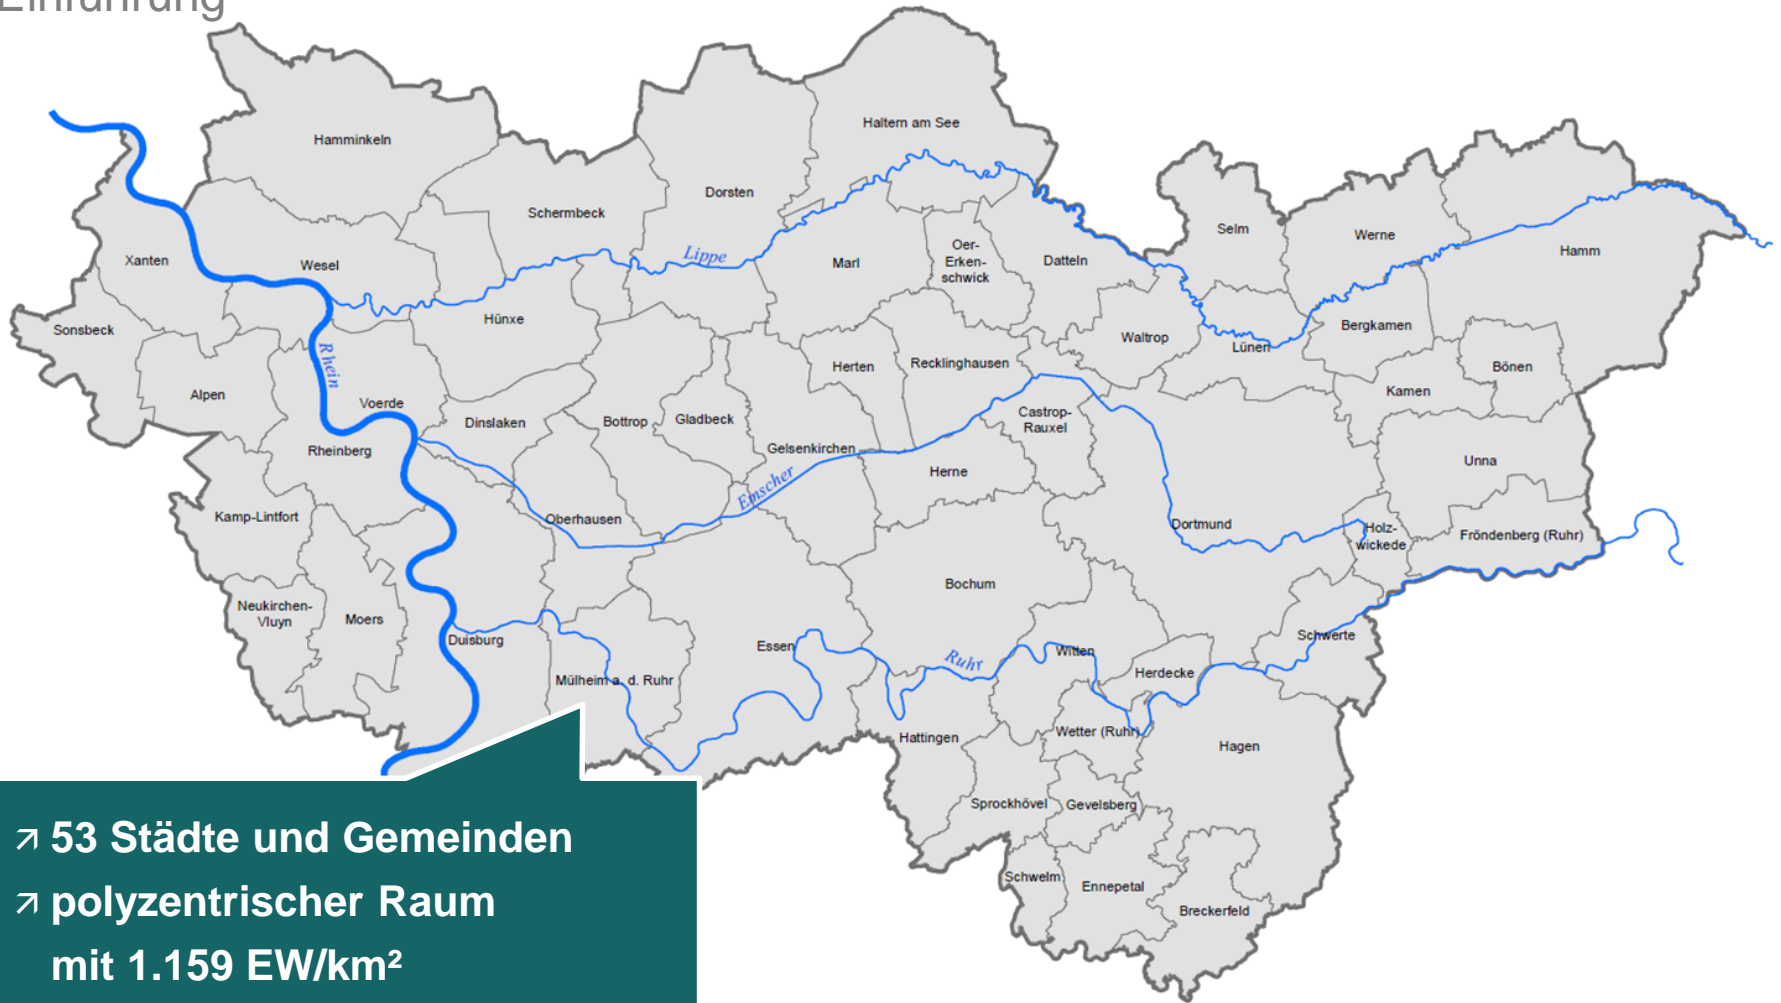 Einführung
Haltern am See
Hamminkeln
Dorsten
Schermbeck
Selm
Werne
Hamm
Xanten
Wesel
Lippe
Marl
Oer-
Erken-
schwick
Datteln
Sonsbeck
Hünxe
Waltrop
Lünen
Bergkamen
Bönen
Rhein
Alpen
Voerde
Herten
Recklinghausen
Kamen
Dinslaken
Bottrop
Gladbeck
Castrop-
Rauxel
Rheinberg
Gelsenkirchen
Herne
Unna
Emscher
Kamp-Lintfort
Oberhausen
Dortmund
Holz-
wickede
Fröndenberg (Ruhr)
Bochum
Neukirchen-
Vluyn
Moers
Duisburg
Essen
Ruhr
Witten
Schwerte
Mülheim a. d. Ruhr
Herdecke
Hattingen
Wetter (Ruhr)
Hagen
Sprockhövel
Gevelsberg
Schwelm
Ennepetal
Breckerfeld
↗ 53 Städte und Gemeinden
↗ polyzentrischer Raum
mit 1.159 EW/km²